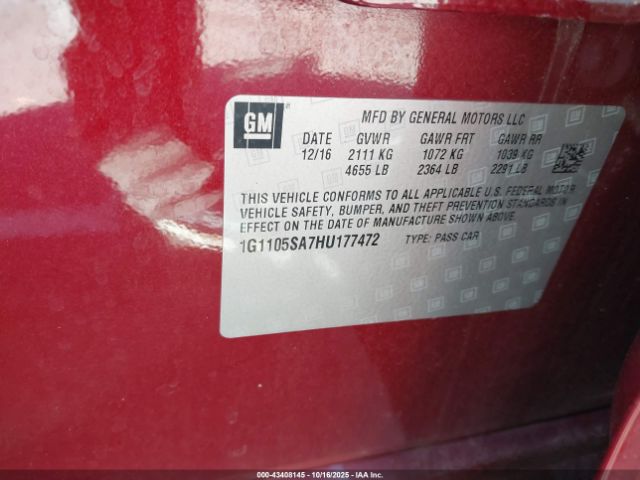 GM
MFD BY GENERAL MOTORS LLC
DATE GVWR GAWR FRT GAWR RR
12/16 2111 KG 1072 KG 1039 KG
4655 LB 2364 LB 2291 LB
THIS VEHICLE CONFORMS TO ALL APPLICABLE U.S. FEDERAL MOTOR
VEHICLE SAFETY, BUMPER, AND THEFT PREVENTION STANDARDS IN
EFFECT ON THE DATE OF MANUFACTURE SHOWN ABOVE.
1G1105SA7HU177472 TYPE: PASS CAR
000-43408145 - 10/16/2025 - IAA Inc.